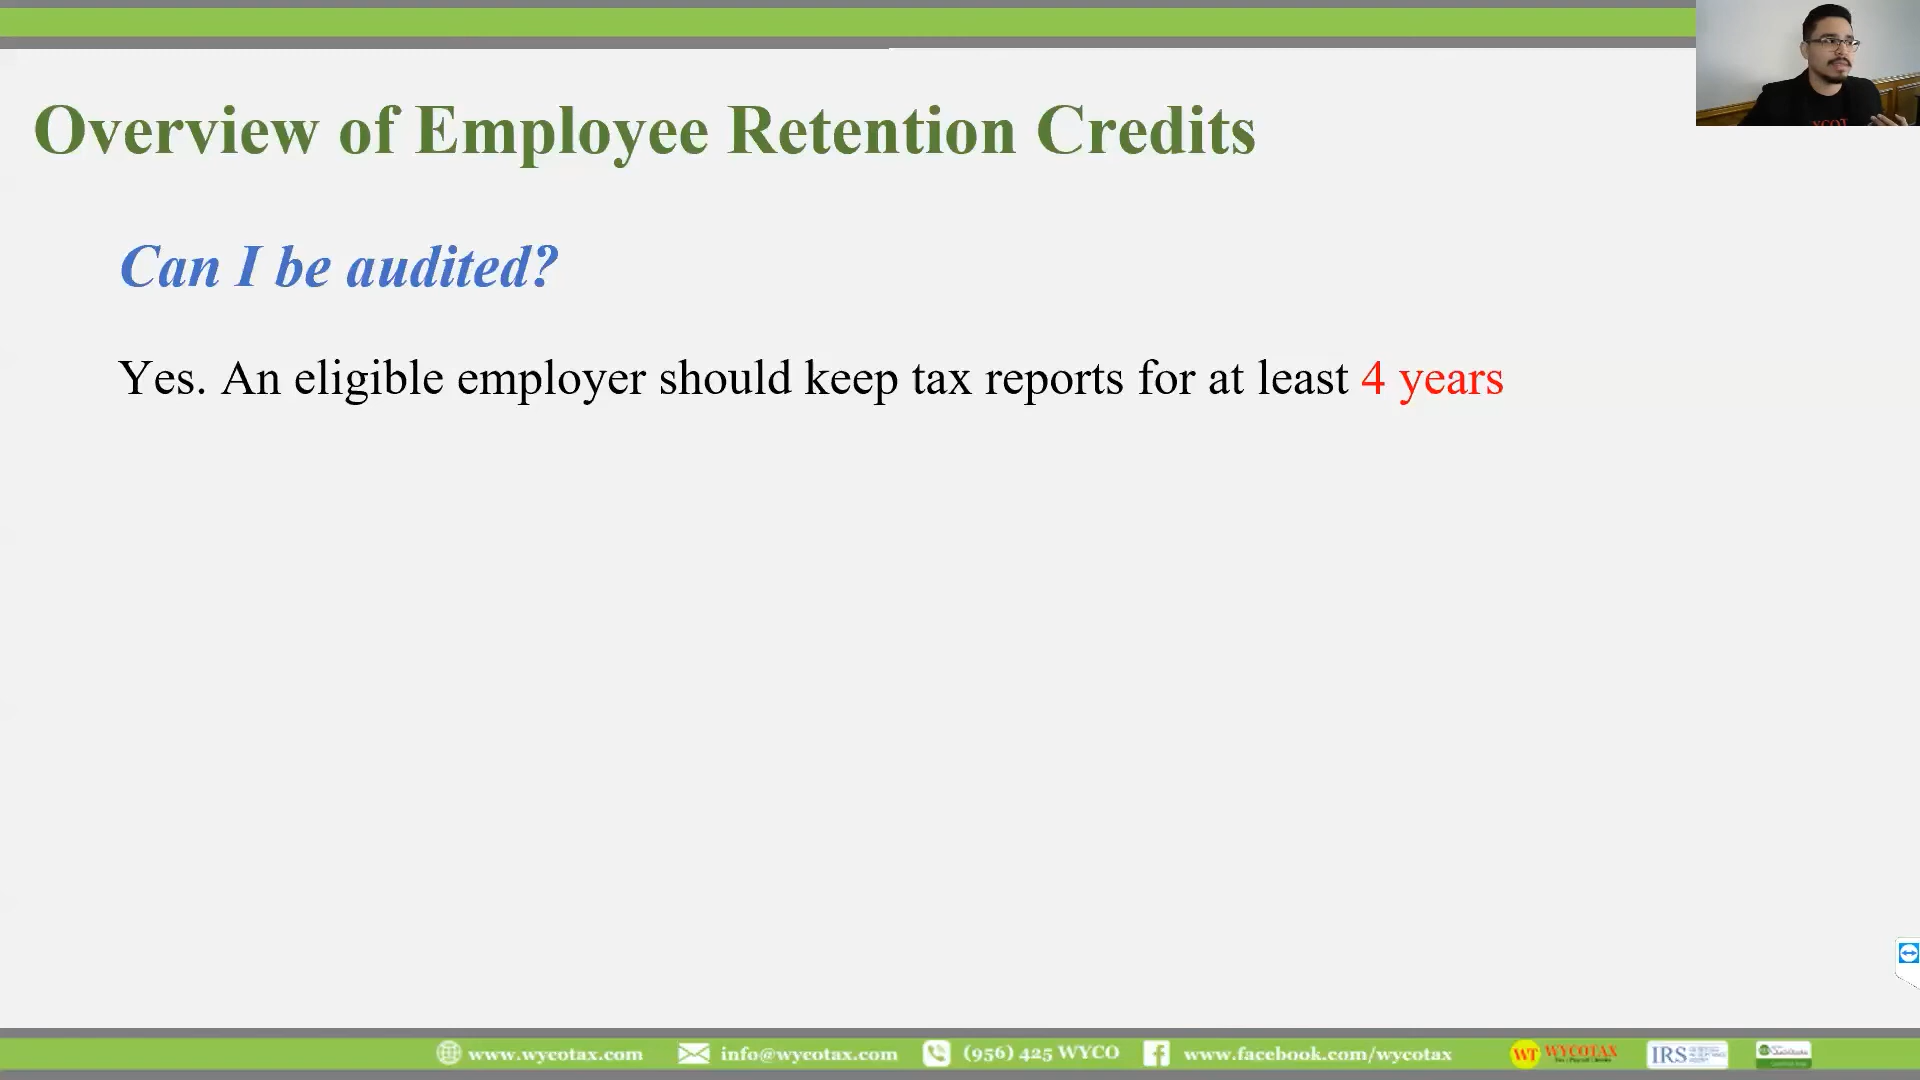 Overview of Employee Retention Credits
Can I be audited?
Yes. An eligible employer should keep tax reports for at least 4 years
www.wycotax.com info@wycotax.com (956) 425 WYCO www.facebook.com/wycotax WT WYCOTAX IRS